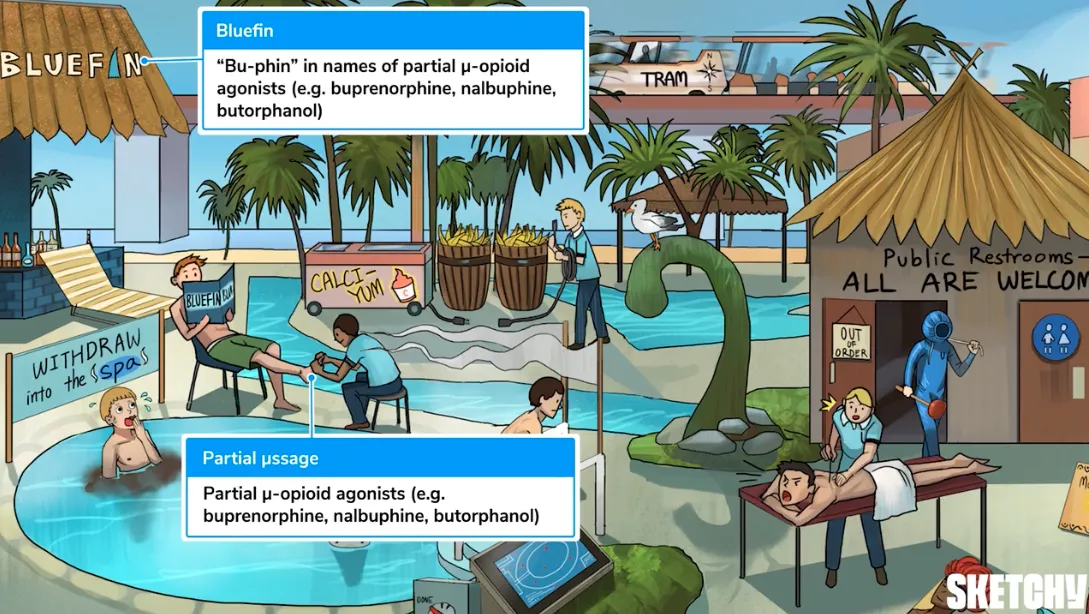 Bluefin
“Bu-phin” in names of partial μ-opioid
agonists (e.g. buprenorphine, nalbuphine,
butorphanol)
BLUEFIN
TRAM
N
S
CALCI-
YUM
BLUEFIN
Public Restrooms-
ALL ARE WELCOM
OUT
OF
ORDER
WITHDRAW
into the spas
Partial μssage
Partial μ-opioid agonists (e.g.
buprenorphine, nalbuphine, butorphanol)
DONE
SKETCHY